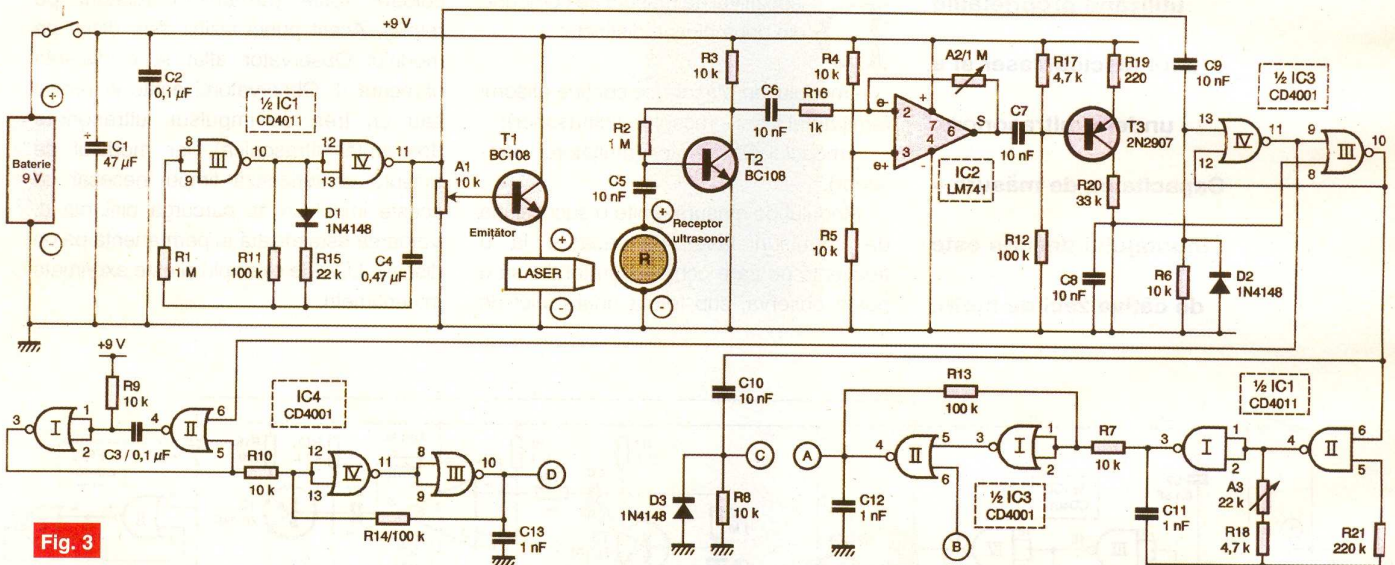 +9 V
C2
0,1 µF
½ IC1
CD4011
+
Baterie
9 V
−
+
C1
47 µF
8
9
III
10
12
13
IV
11
D1
1N4148
R1
1 M
R11
100 k
R15
22 k
C4
0,47 µF
A1
10 k
T1
BC108
Emițător
+
LASER
−
R3
10 k
R2
1 M
C5
10 nF
T2
BC108
+
Receptor
ultrasonor
R
−
C6
10 nF
R16
1k
R4
10 k
R5
10 k
A2/1 M
e-
2
e+
3
+
7
4
-
6
S
IC2
LM741
C7
10 nF
R17
4,7 k
R12
100 k
R19
220
T3
2N2907
R20
33 k
C8
10 nF
C9
10 nF
½ IC3
CD4001
13
12
IV
11
R6
10 k
D2
1N4148
9
8
III
10
+9 V
R9
10 k
3
I
1
2
C3 / 0,1 µF
4
II
6
5
IC4
CD4001
R10
10 k
12
13
IV
11
8
9
III
10
D
R14/100 k
C13
1 nF
C10
10 nF
C
D3
1N4148
R8
10 k
A
C12
1 nF
R13
100 k
4
II
5
6
B
3
I
1
2
½ IC3
CD4001
R7
10 k
C11
1 nF
3
I
1
2
½ IC1
CD4011
4
II
6
5
A3
22 k
R18
4,7 k
R21
220 k
Fig. 3